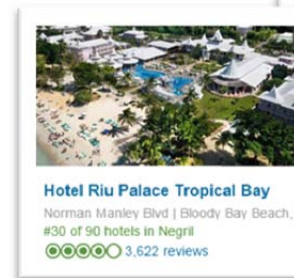 Hotel Riu Palace Tropical Bay
Norman Manley Blvd | Bloody Bay Beach,
#30 of 90 hotels in Negril
3,622 reviews